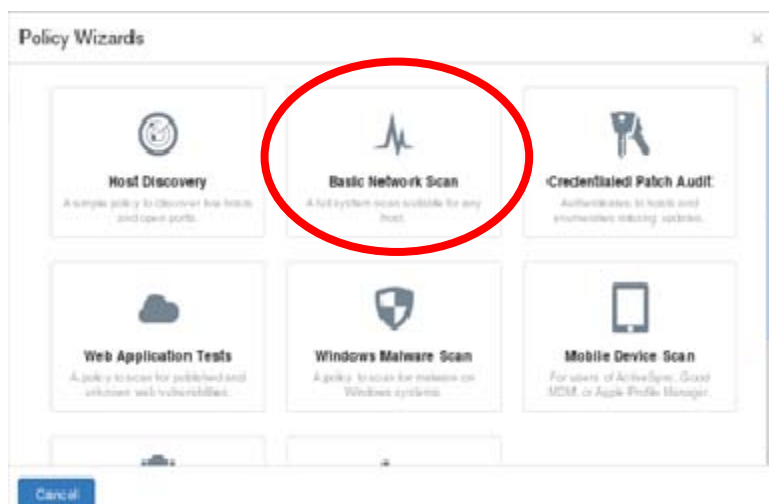 Policy Wizards
×
Host Discovery
A simple policy to discover live hosts
and open ports.
Basic Network Scan
A full system scan suitable for any
host.
Credentialed Patch Audit
Authenticates to hosts and
enumerates missing updates.
Web Application Tests
A policy to scan for published and
unknown web vulnerabilities.
Windows Malware Scan
A policy to scan for malware on
Windows systems.
Mobile Device Scan
For users of ActiveSync, Good
MDM, or Apple Profile Manager.
Cancel